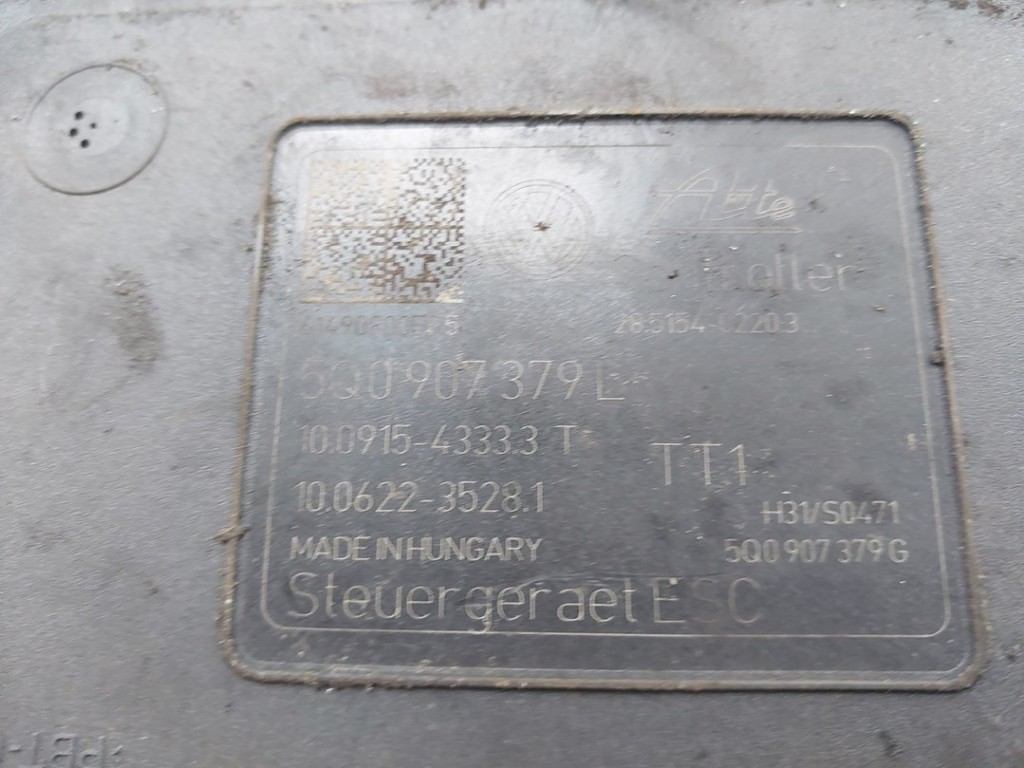 Ate
28.5154-0220.3
5Q0 907 379 L
10.0915-4333.3 T
TT1
10.0622-3528.1
H31/S0471
MADE IN HUNGARY
5Q0 907 379 G
Steuergeraet ESC